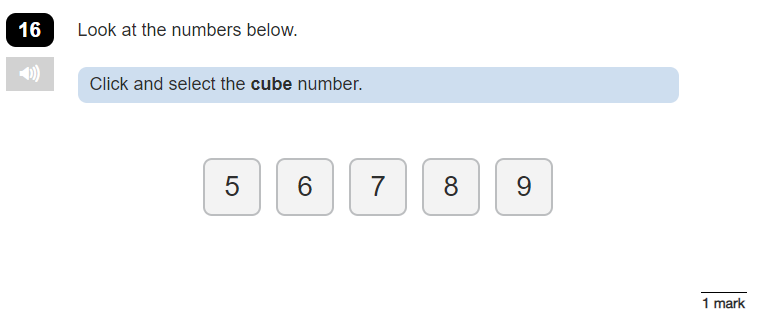 16 Look at the numbers below.
Click and select the cube number.
5 6 7 8 9
1 mark